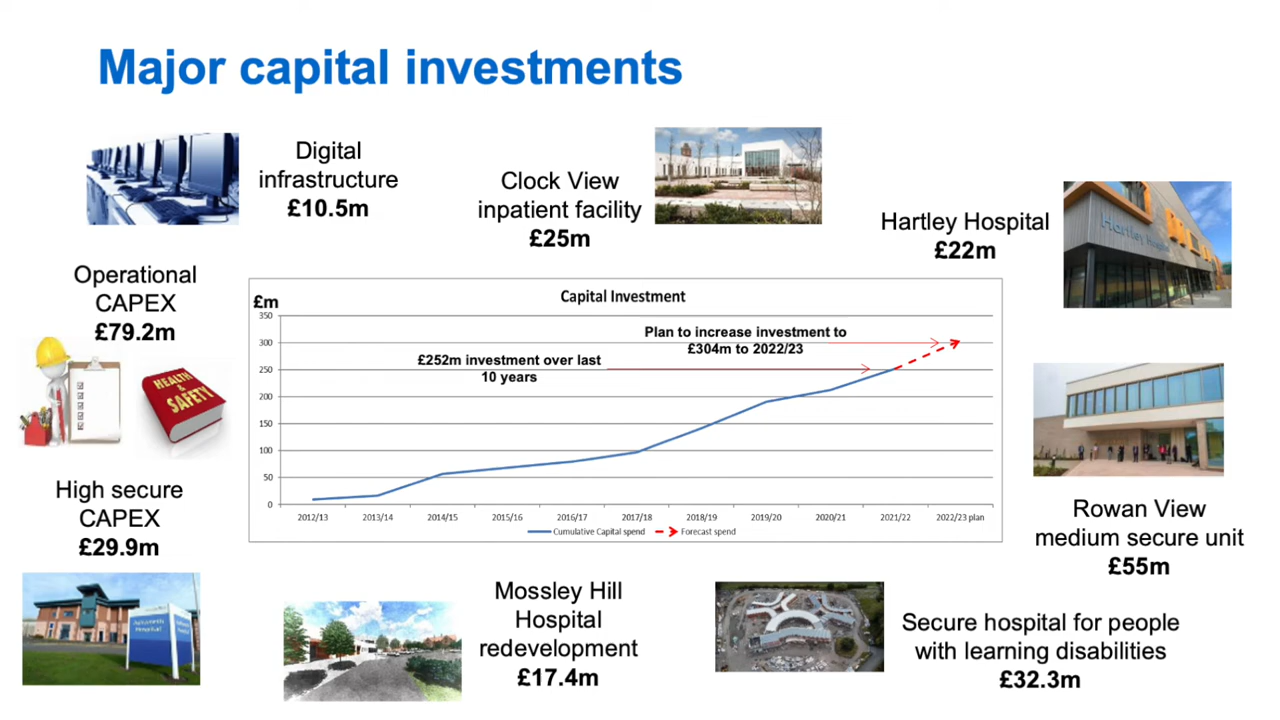 Major capital investments
Digital
infrastructure
£10.5m
Clock View
inpatient facility
£25m
Hartley Hospital
£22m
Hartley Hospital
Operational
CAPEX
£79.2m
HEALTH
&
SAFETY
High secure
CAPEX
£29.9m
£m
Capital Investment
350
300
250
200
150
100
50
0
Plan to increase investment to
£304m to 2022/23
£252m investment over last
10 years
2012/13 2013/14 2014/15 2015/16 2016/17 2017/18 2018/19 2019/20 2020/21 2021/22 2022/23 plan
Cumulative Capital spend Forecast spend
Rowan View
medium secure unit
£55m
Ashworth
Hospital
Mossley Hill
Hospital
redevelopment
£17.4m
Secure hospital for people
with learning disabilities
£32.3m